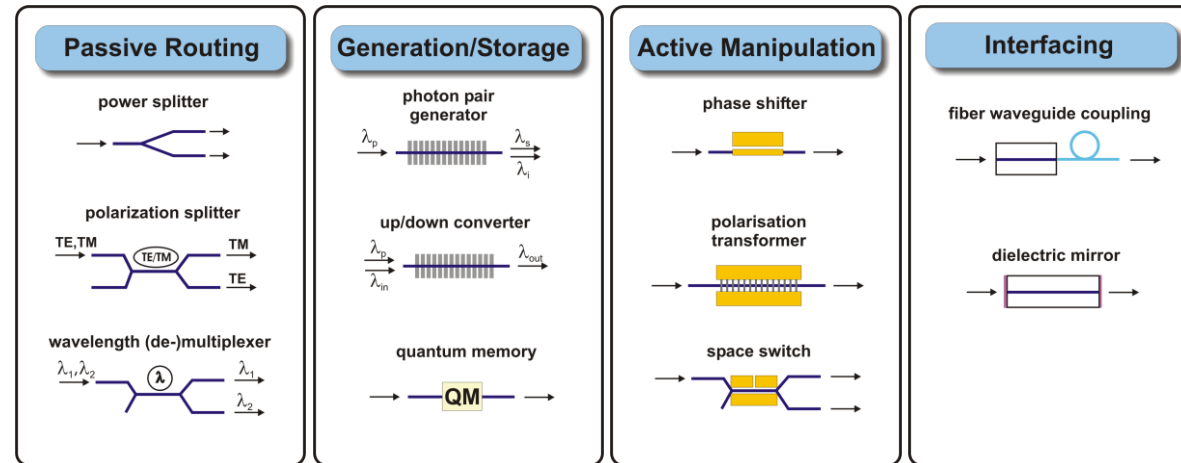 Passive Routing
power splitter
polarization splitter
TE,TM
TE/TM
TM
TE
wavelength (de-)multiplexer
λ1,λ2
λ
λ1
λ2
Generation/Storage
photon pair
generator
λp
λs
λi
up/down converter
λp
λin
λout
quantum memory
QM
Active Manipulation
phase shifter
polarisation
transformer
space switch
Interfacing
fiber waveguide coupling
dielectric mirror